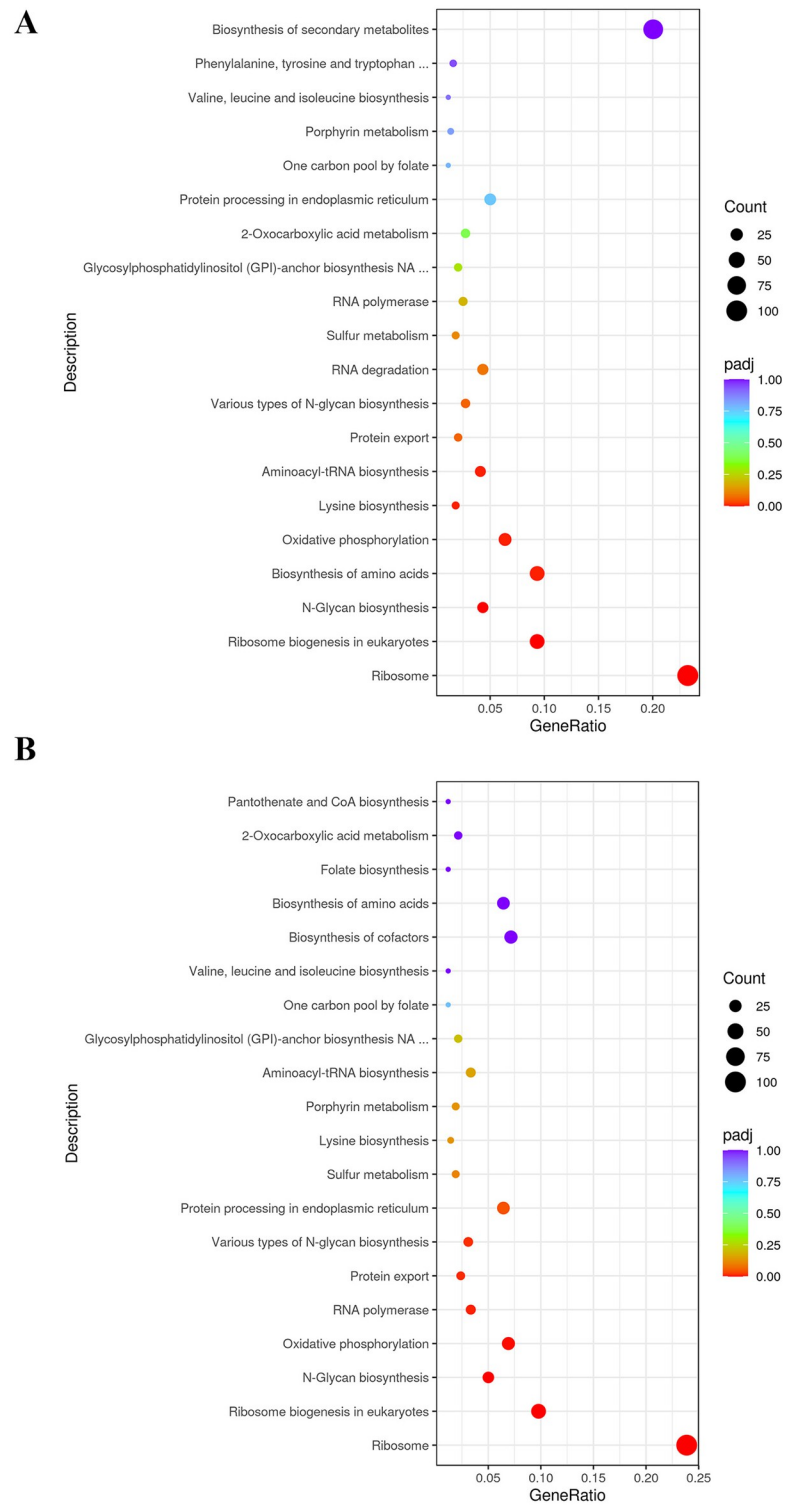 A
Biosynthesis of secondary metabolites
Phenylalanine, tyrosine and tryptophan ...
Valine, leucine and isoleucine biosynthesis
Porphyrin metabolism
One carbon pool by folate
Protein processing in endoplasmic reticulum
2-Oxocarboxylic acid metabolism
Glycosylphosphatidylinositol (GPI)-anchor biosynthesis NA ...
RNA polymerase
Sulfur metabolism
RNA degradation
Various types of N-glycan biosynthesis
Protein export
Aminoacyl-tRNA biosynthesis
Lysine biosynthesis
Oxidative phosphorylation
Biosynthesis of amino acids
N-Glycan biosynthesis
Ribosome biogenesis in eukaryotes
Ribosome
Description
0.05 0.10 0.15 0.20
GeneRatio
Count
25
50
75
100
padj
1.00
0.75
0.50
0.25
0.00
B
Pantothenate and CoA biosynthesis
2-Oxocarboxylic acid metabolism
Folate biosynthesis
Biosynthesis of amino acids
Biosynthesis of cofactors
Valine, leucine and isoleucine biosynthesis
One carbon pool by folate
Glycosylphosphatidylinositol (GPI)-anchor biosynthesis NA ...
Aminoacyl-tRNA biosynthesis
Porphyrin metabolism
Lysine biosynthesis
Sulfur metabolism
Protein processing in endoplasmic reticulum
Various types of N-glycan biosynthesis
Protein export
RNA polymerase
Oxidative phosphorylation
N-Glycan biosynthesis
Ribosome biogenesis in eukaryotes
Ribosome
Description
0.05 0.10 0.15 0.20 0.25
GeneRatio
Count
25
50
75
100
padj
1.00
0.75
0.50
0.25
0.00